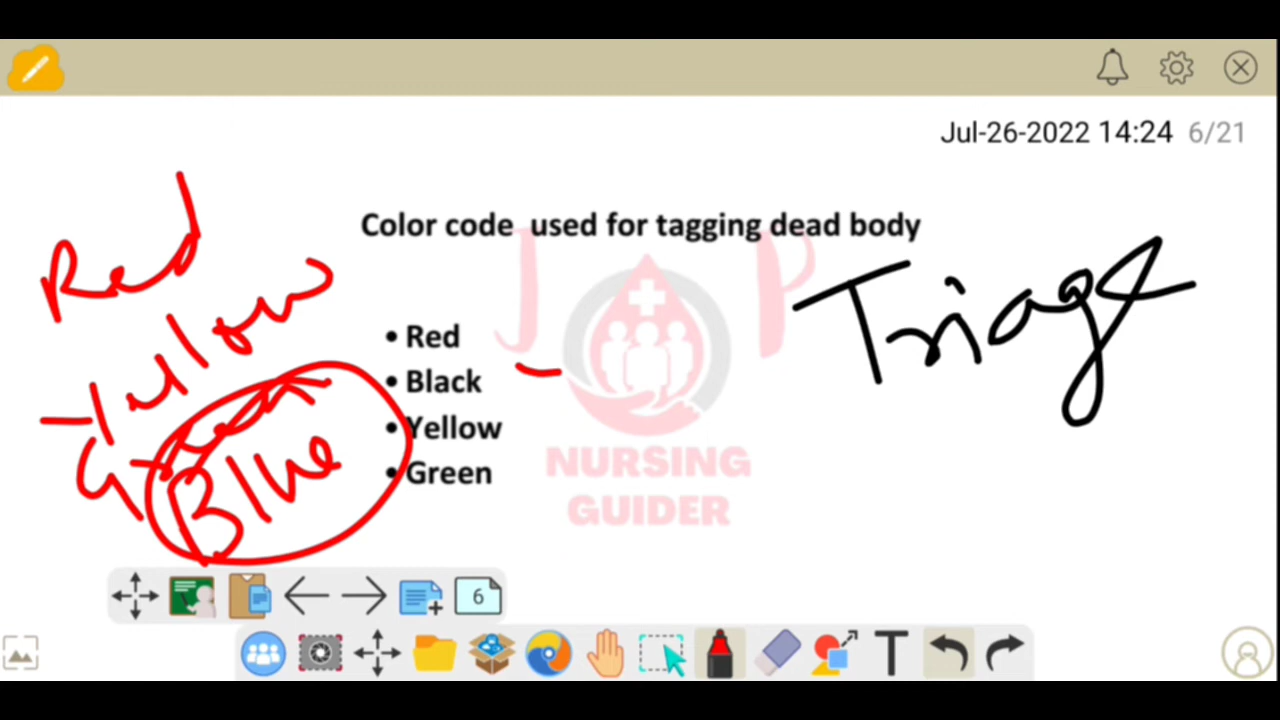 Jul-26-2022 14:24 6/21
Color code used for tagging dead body
J P
• Red
• Black
• Yellow
• Green
NURSING
GUIDER
Red
Yellow
Green
Blue
Triage
6
T